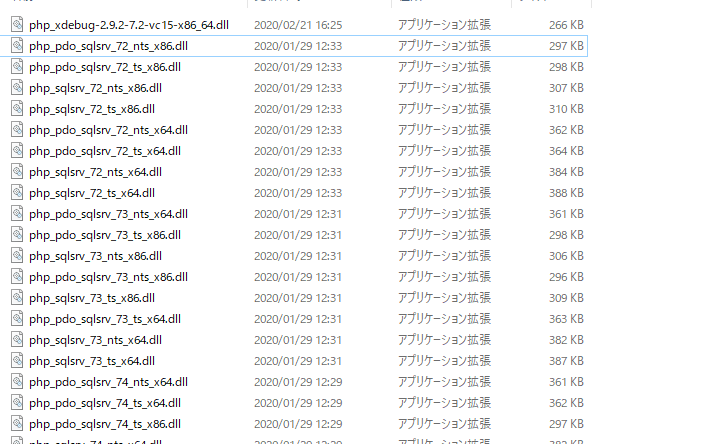 php_xdebug-2.9.2-7.2-vc15-x86_64.dll 2020/02/21 16:25 アプリケーション拡張 266 KB
php_pdo_sqlsrv_72_nts_x86.dll 2020/01/29 12:33 アプリケーション拡張 297 KB
php_pdo_sqlsrv_72_ts_x86.dll 2020/01/29 12:33 アプリケーション拡張 298 KB
php_sqlsrv_72_nts_x86.dll 2020/01/29 12:33 アプリケーション拡張 307 KB
php_sqlsrv_72_ts_x86.dll 2020/01/29 12:33 アプリケーション拡張 310 KB
php_pdo_sqlsrv_72_nts_x64.dll 2020/01/29 12:33 アプリケーション拡張 362 KB
php_pdo_sqlsrv_72_ts_x64.dll 2020/01/29 12:33 アプリケーション拡張 364 KB
php_sqlsrv_72_nts_x64.dll 2020/01/29 12:33 アプリケーション拡張 384 KB
php_sqlsrv_72_ts_x64.dll 2020/01/29 12:33 アプリケーション拡張 388 KB
php_pdo_sqlsrv_73_nts_x64.dll 2020/01/29 12:31 アプリケーション拡張 361 KB
php_pdo_sqlsrv_73_ts_x86.dll 2020/01/29 12:31 アプリケーション拡張 298 KB
php_sqlsrv_73_nts_x86.dll 2020/01/29 12:31 アプリケーション拡張 306 KB
php_pdo_sqlsrv_73_nts_x86.dll 2020/01/29 12:31 アプリケーション拡張 296 KB
php_sqlsrv_73_ts_x86.dll 2020/01/29 12:31 アプリケーション拡張 309 KB
php_pdo_sqlsrv_73_ts_x64.dll 2020/01/29 12:31 アプリケーション拡張 363 KB
php_sqlsrv_73_nts_x64.dll 2020/01/29 12:31 アプリケーション拡張 382 KB
php_sqlsrv_73_ts_x64.dll 2020/01/29 12:31 アプリケーション拡張 387 KB
php_pdo_sqlsrv_74_nts_x64.dll 2020/01/29 12:29 アプリケーション拡張 361 KB
php_pdo_sqlsrv_74_ts_x64.dll 2020/01/29 12:29 アプリケーション拡張 362 KB
php_pdo_sqlsrv_74_ts_x86.dll 2020/01/29 12:29 アプリケーション拡張 297 KB
php_sqlsrv_74_nts_x64.dll 2020/01/29 12:29 アプリケーション拡張 382 KB